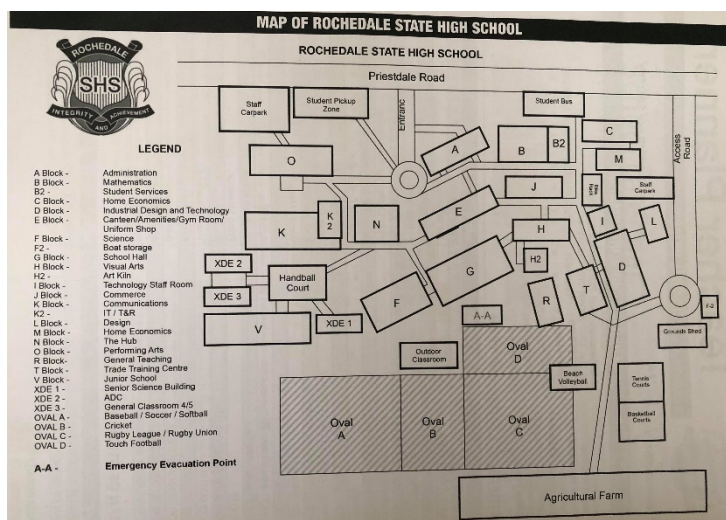 MAP OF ROCHEDALE STATE HIGH SCHOOL
ROCHEDALE
SHS
INTEGRITY AND ACHIEVEMENT
ROCHEDALE STATE HIGH SCHOOL
Priestdale Road
LEGEND
A Block - Administration
B Block - Mathematics
B2 - Student Services
C Block - Home Economics
D Block - Industrial Design and Technology
E Block - Canteen/Amenities/Gym Room/
Uniform Shop
F Block - Science
F2 - Boat storage
G Block - School Hall
H Block - Visual Arts
H2 - Art Kiln
I Block - Technology Staff Room
J Block - Commerce
K Block - Communications
K2 - IT / T&R
L Block - Design
M Block - Home Economics
N Block - The Hub
O Block - Performing Arts
R Block- General Teaching
T Block - Trade Training Centre
V Block - Junior School
XDE 1 - Senior Science Building
XDE 2 - ADC
XDE 3 - General Classroom 4/5
OVAL A - Baseball / Soccer / Softball
OVAL B - Cricket
OVAL C - Rugby League / Rugby Union
OVAL D - Touch Football
A-A - Emergency Evacuation Point
Staff
Carpark
Student Pickup
Zone
Entranc
Student Bus
Access
Road
O
A
B
B2
C
M
J
Staff
Carpark
K
K
2
N
E
H
I
L
XDE 2
XDE 3
Handball
Court
G
H2
D
T
F
R
V
XDE 1
A-A
F-2
Grounds Shed
Outdoor
Classroom
Oval
D
Beach
Volleyball
Tennis
Courts
Basketball
Courts
Oval
A
Oval
B
Oval
C
Agricultural Farm